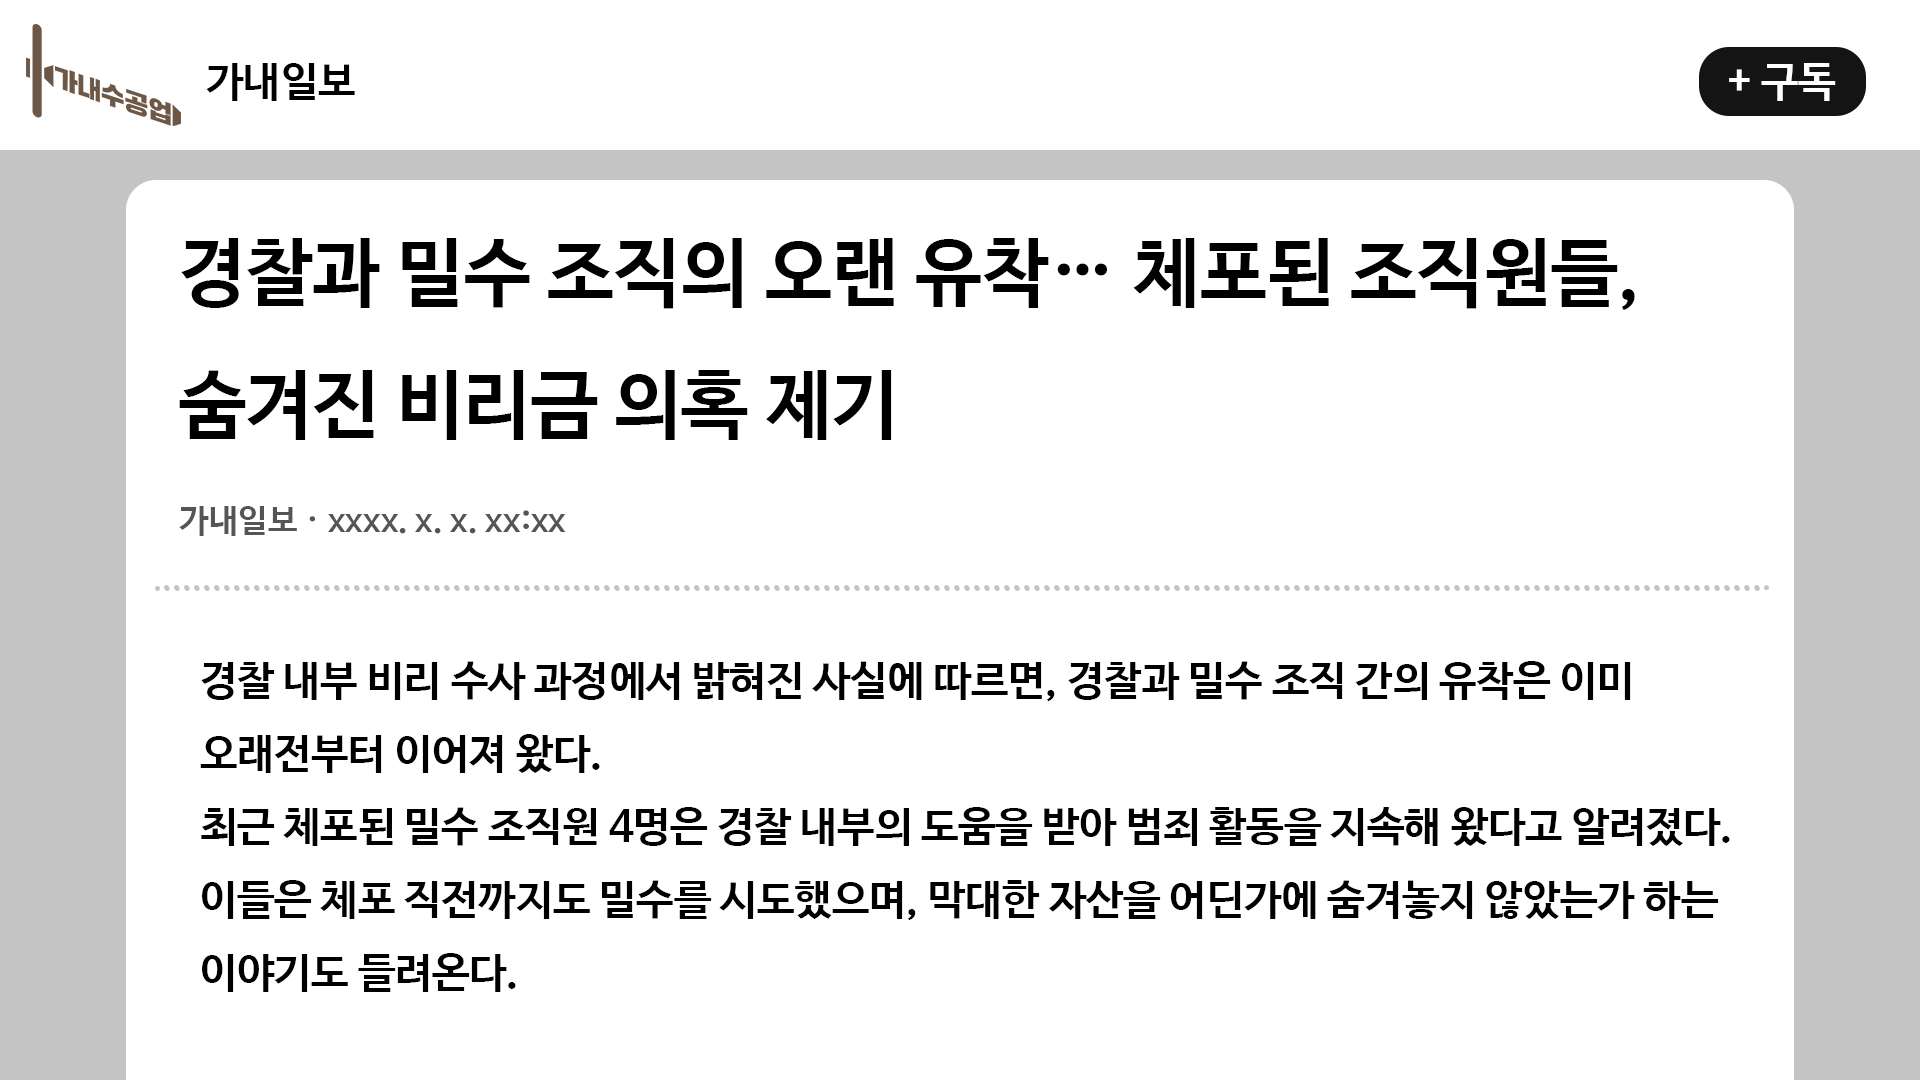 가내수공업
가내일보
+ 구독
경찰과 밀수 조직의 오랜 유착… 체포된 조직원들,
숨겨진 비리금 의혹 제기
가내일보 · xxxx. x. x. xx:xx
경찰 내부 비리 수사 과정에서 밝혀진 사실에 따르면, 경찰과 밀수 조직 간의 유착은 이미
오래전부터 이어져 왔다.
최근 체포된 밀수 조직원 4명은 경찰 내부의 도움을 받아 범죄 활동을 지속해 왔다고 알려졌다.
이들은 체포 직전까지도 밀수를 시도했으며, 막대한 자산을 어딘가에 숨겨놓지 않았는가 하는
이야기도 들려온다.